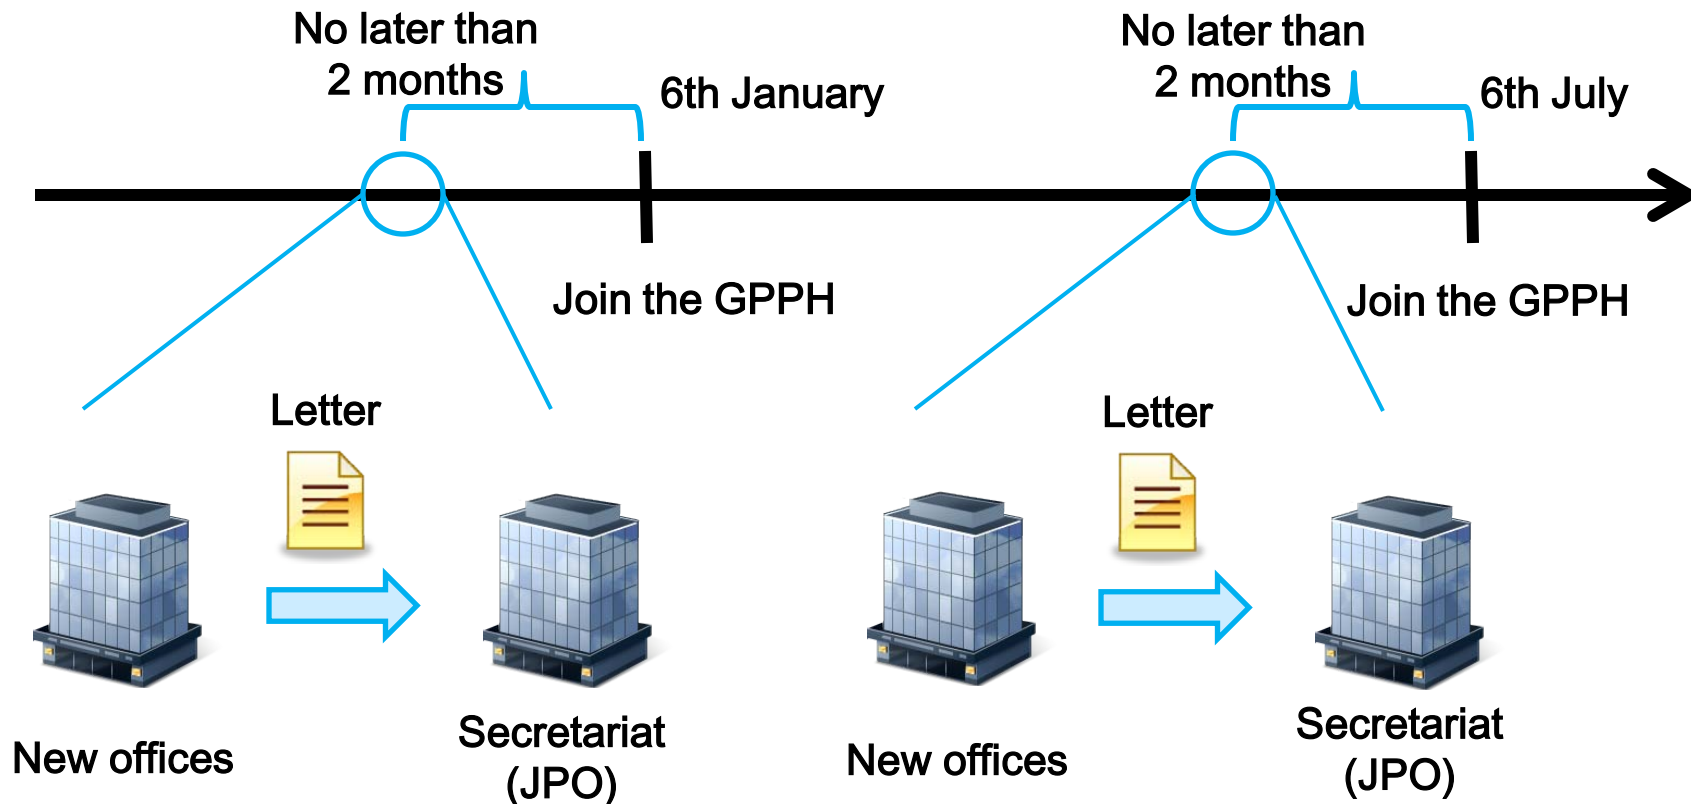 No later than
2 months
6th January
No later than
2 months
6th July
Join the GPPH
Join the GPPH
Letter
Letter
New offices
Secretariat
(JPO)
New offices
Secretariat
(JPO)